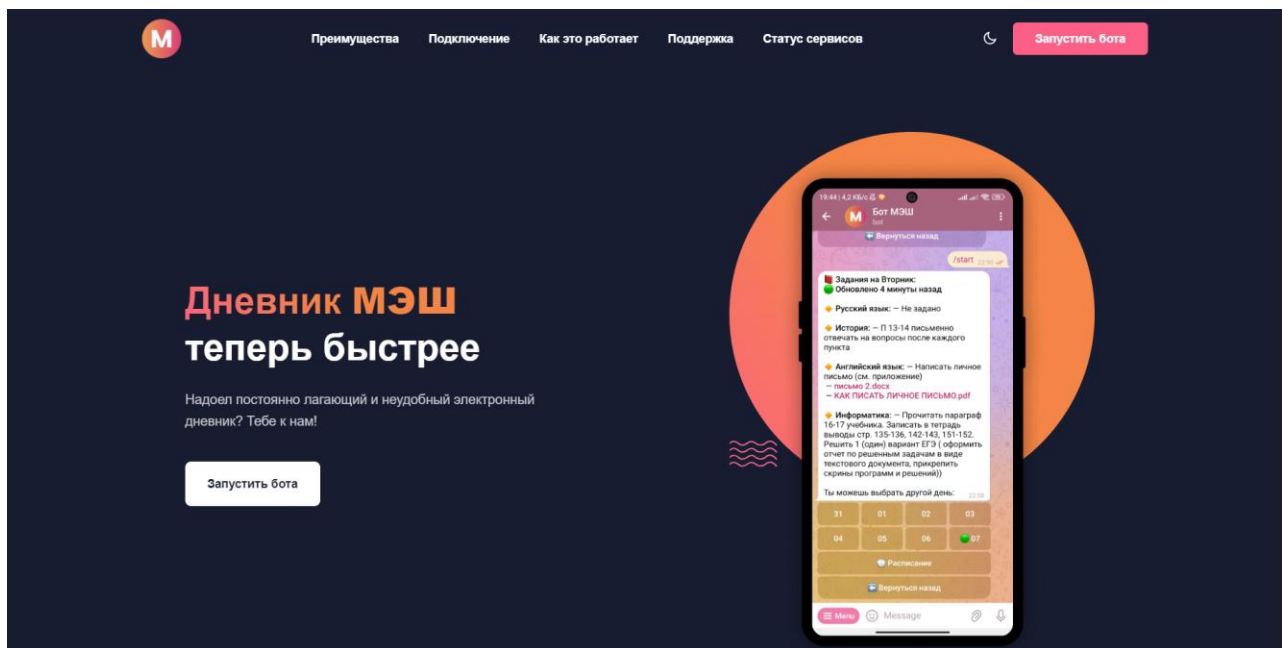 M
Преимущества
Подключение
Как это работает
Поддержка
Статус сервисов
Запустить бота
Дневник МЭШ
теперь быстрее
Надоел постоянно лагающий и неудобный электронный
дневник? Тебе к нам!
Запустить бота
19:44 | 4,2 КБ/с
M
Бот МЭШ
bot
Вернуться назад
/start
Задания на Вторник:
Обновлено 4 минуты назад
Русский язык: — Не задано
История: — П 13-14 письменно
отвечать на вопросы после каждого
пункта
Английский язык: — Написать личное
письмо (см. приложение)
— письмо 2.docx
— КАК ПИСАТЬ ЛИЧНОЕ ПИСЬМО.pdf
Информатика: — Прочитать параграф
16-17 учебника. Записать в тетрадь
выводы стр. 135-136, 142-143, 151-152.
Решить 1 (один) вариант ЕГЭ ( оформить
отчет по решенным задачам в виде
текстового документа, прикрепить
скрины программ и решений))
Ты можешь выбрать другой день:
31 01 02 03
04 05 06 07
Расписание
Вернуться назад
Menu
Message